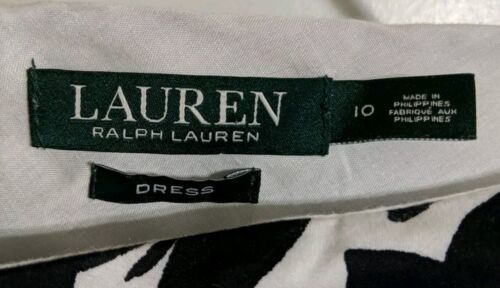 LAUREN
RALPH LAUREN
10
MADE IN
PHILIPPINES
FABRIQUÉ AUX
PHILIPPINES
DRESS